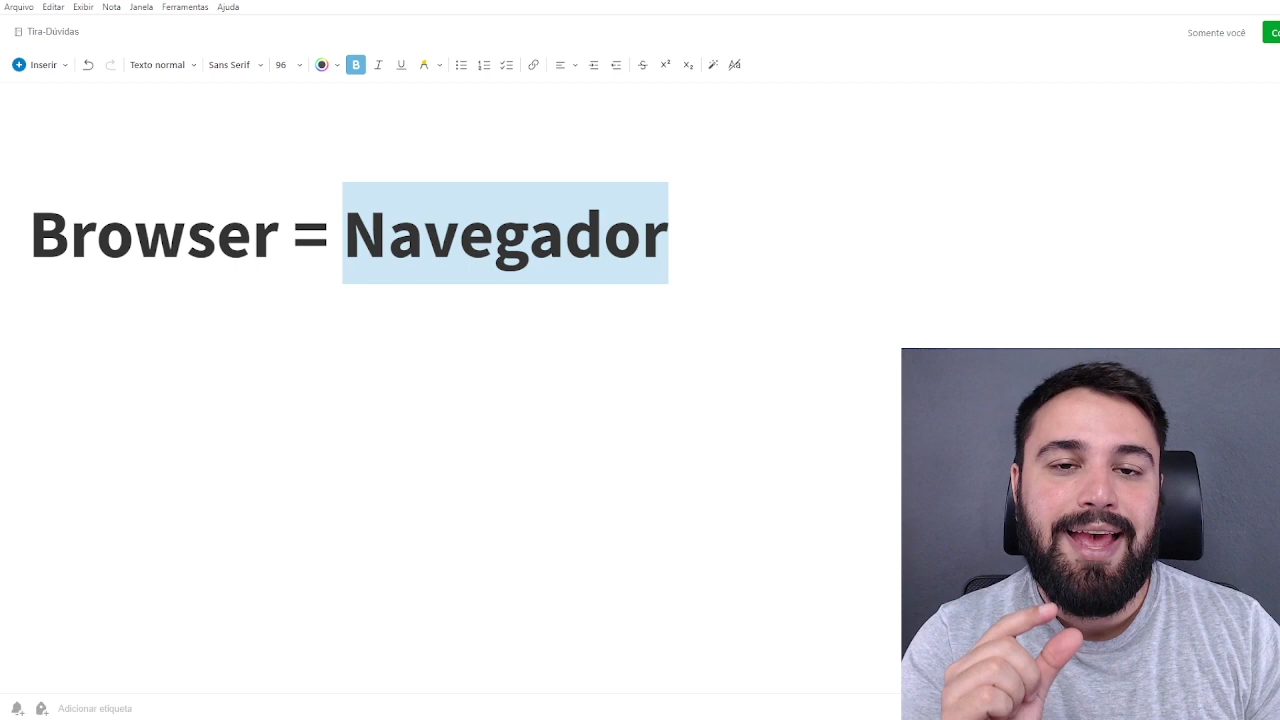 Arquivo Editar Exibir Nota Janela Ferramentas Ajuda
Tira-Dúvidas
Somente você
Inserir Texto normal Sans Serif 96 B
Browser = Navegador
Adicionar etiqueta